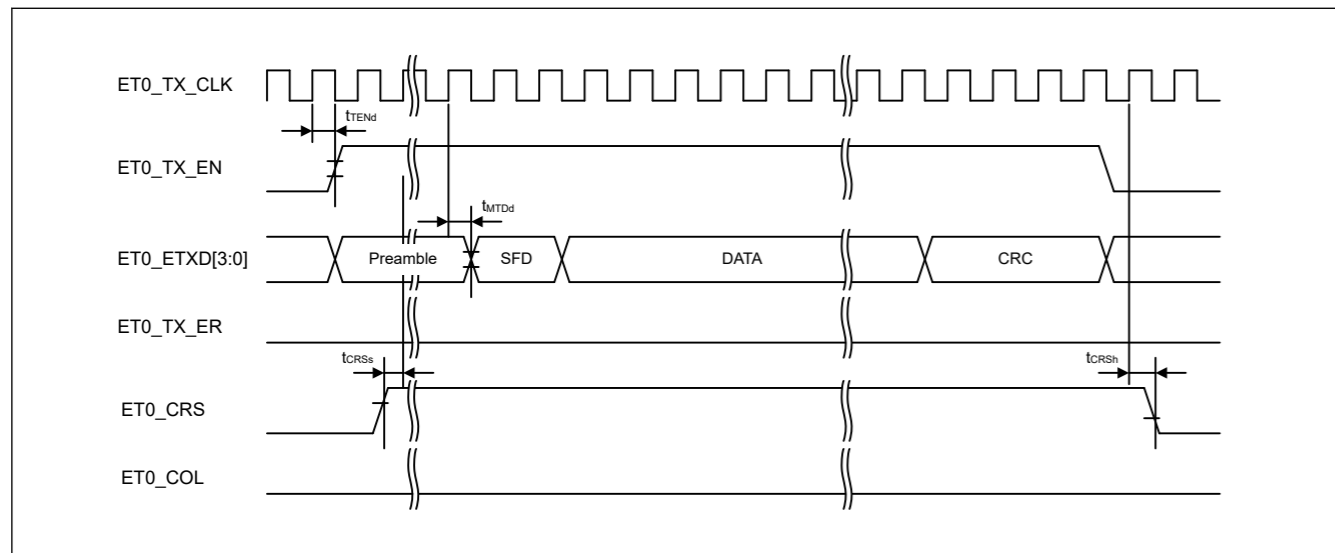 ET0_TX_CLK
tTENd
ET0_TX_EN
tMTDd
ET0_ETXD[3:0]
Preamble SFD DATA CRC
ET0_TX_ER
tCRSs tCRSh
ET0_CRS
ET0_COL